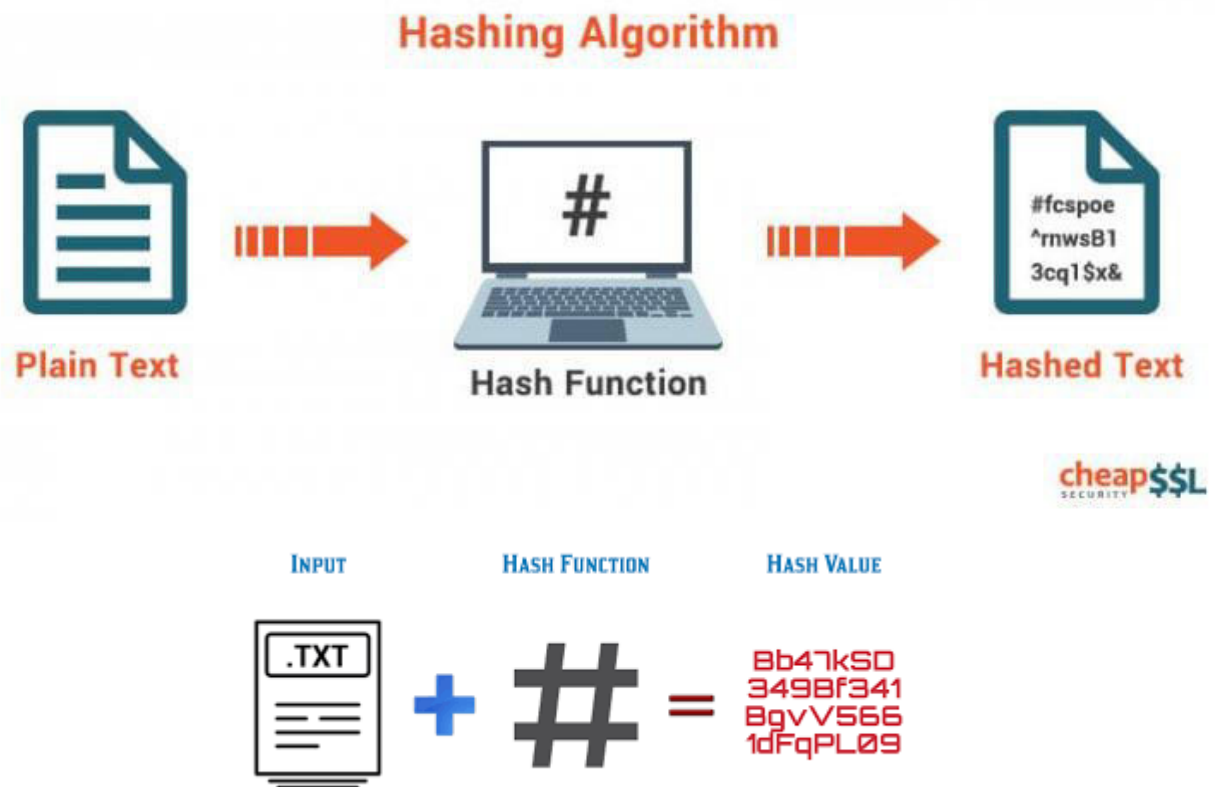 Hashing Algorithm
#
#fcspoe
^rnwsB1
3cq1$x&
Plain Text
Hash Function
Hashed Text
cheap$$L
SECURITY
INPUT
HASH FUNCTION
HASH VALUE
.TXT
#
=
Bb47kSD
349Bf341
BgvV566
1dFqPL09